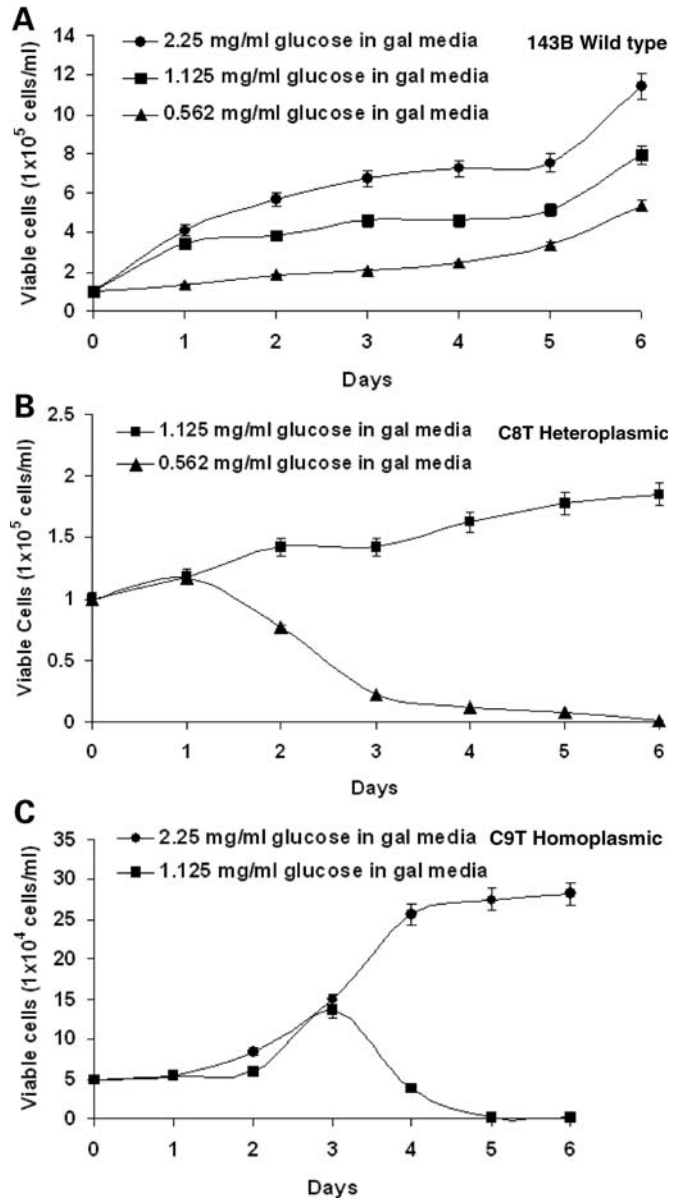 A
2.25 mg/ml glucose in gal media
143B Wild type
1.125 mg/ml glucose in gal media
0.562 mg/ml glucose in gal media
Viable cells (1x10⁵ cells/ml)
14
12
10
8
6
4
2
0
0 1 2 3 4 5 6
Days
B
1.125 mg/ml glucose in gal media
C8T Heteroplasmic
0.562 mg/ml glucose in gal media
Viable Cells (1x10⁵ cells/ml)
2.5
2
1.5
1
0.5
0
0 1 2 3 4 5 6
Days
C
2.25 mg/ml glucose in gal media
C9T Homoplasmic
1.125 mg/ml glucose in gal media
Viable cells (1x10⁴ cells/ml)
35
30
25
20
15
10
5
0
0 1 2 3 4 5 6
Days